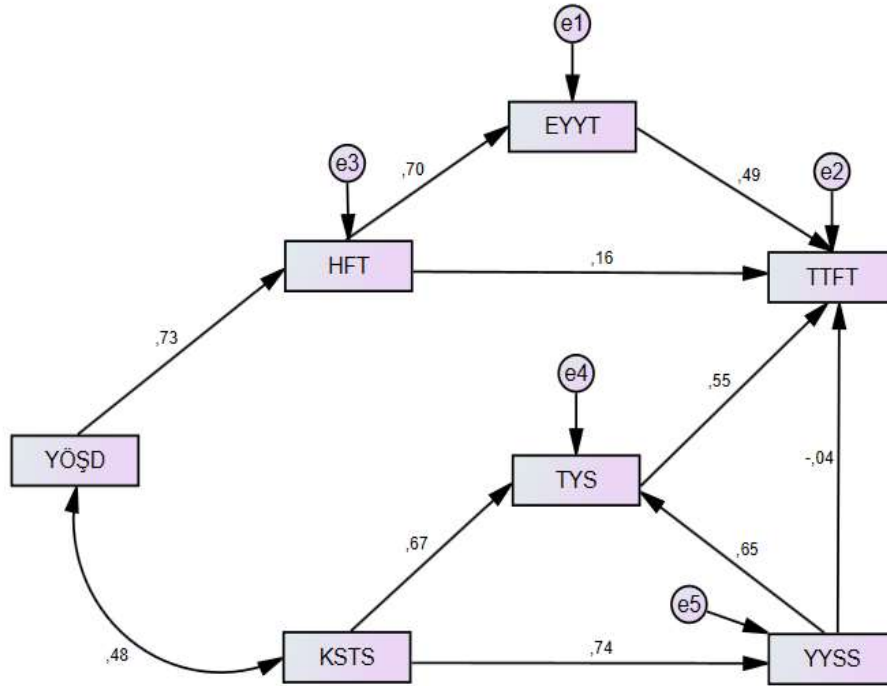 e1
EYYT
e3
,70
,49
e2
HFT
,16
TTFT
,73
e4
,55
YÖŞD
TYS
-,04
,67
,65
e5
,48
KSTS
,74
YYSS